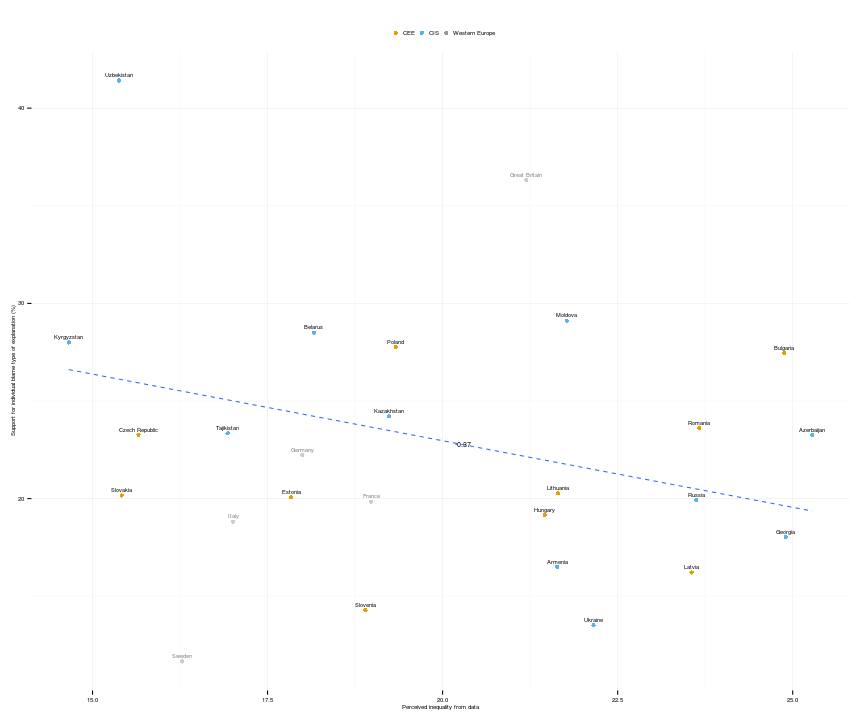 CEE CIS Western Europe
Uzbekistan
40
Great Britain
30
Moldova
Belarus
Kyrgyzstan
Poland
Bulgaria
Kazakhstan
Romania
Czech Republic
Tajikistan
Azerbaijan
-0.37
Germany
Slovakia
Estonia
Lithuania
20
France
Russia
Italy
Hungary
Georgia
Armenia
Latvia
Slovenia
Ukraine
Sweden
15.0 17.5 20.0 22.5 25.0
Perceived inequality from data
Support for individual blame type of explanation (%)